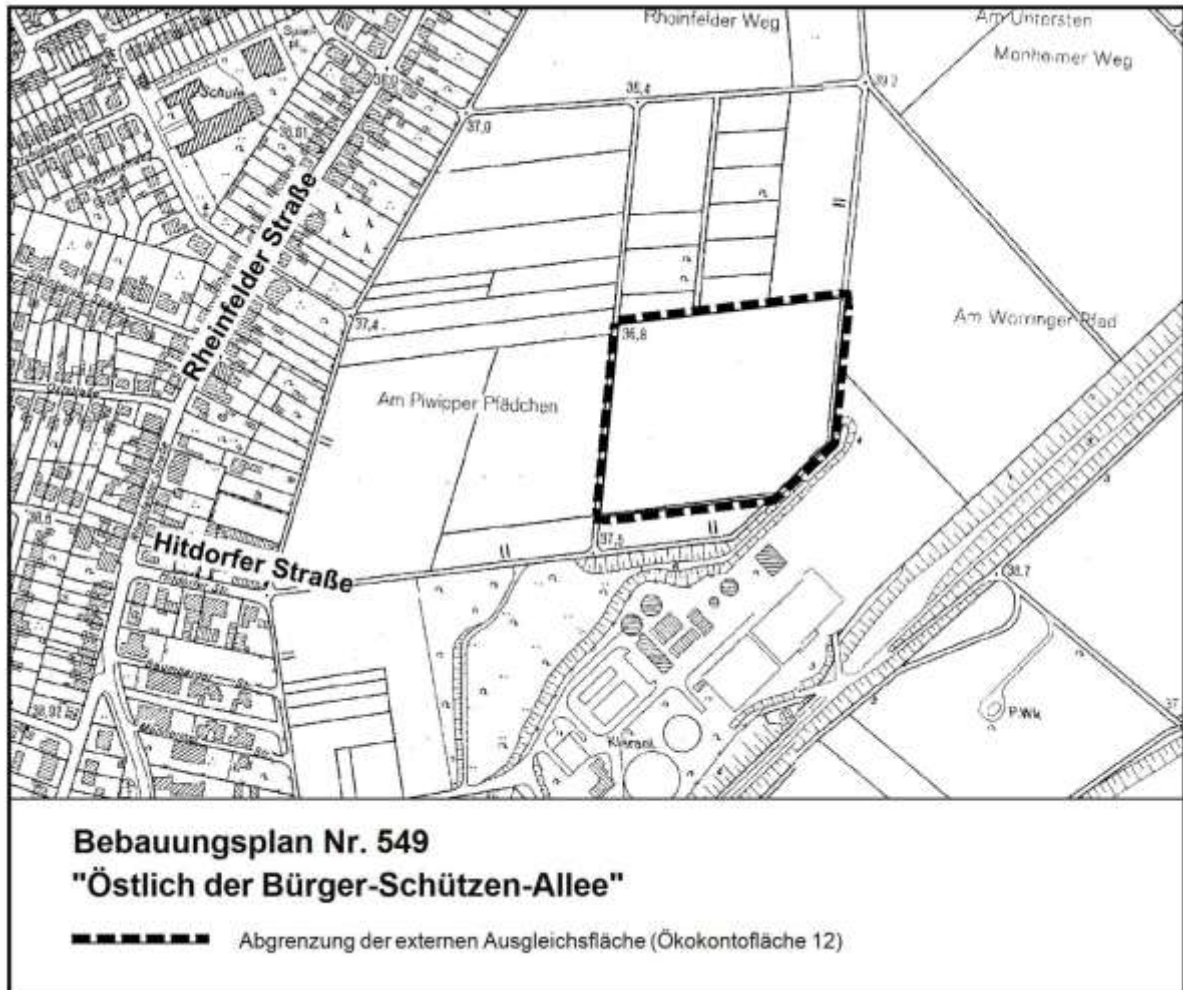 Rheinfelder Weg
Am Untersten
Monheimer Weg
39,2
36,4
37,0
Schule
Rheinfelder Straße
Am Worringer Pfad
37,4
36,8
Am Piwipper Pfädchen
37,5
Hitdorfer Straße
38,7
P.Wk
Kläranl.
Bebauungsplan Nr. 549
"Östlich der Bürger-Schützen-Allee"
Abgrenzung der externen Ausgleichsfläche (Ökokontofläche 12)